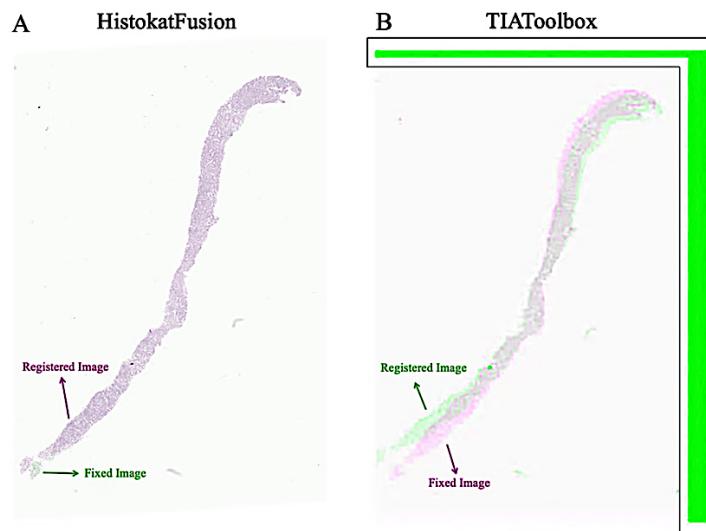 A
HistokatFusion
B
TIAToolbox
Registered Image
Fixed Image
Registered Image
Fixed Image